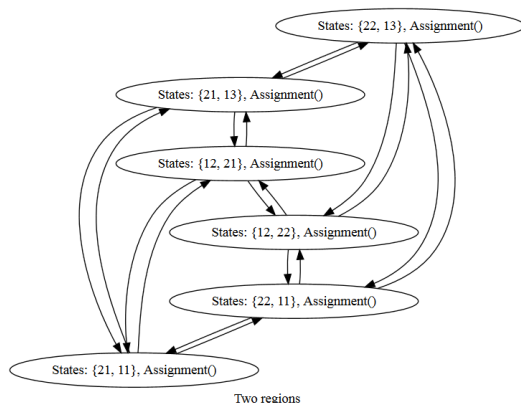 States: {22, 13}, Assignment()
States: {21, 13}, Assignment()
States: {12, 21}, Assignment()
States: {12, 22}, Assignment()
States: {22, 11}, Assignment()
States: {21, 11}, Assignment()
Two regions